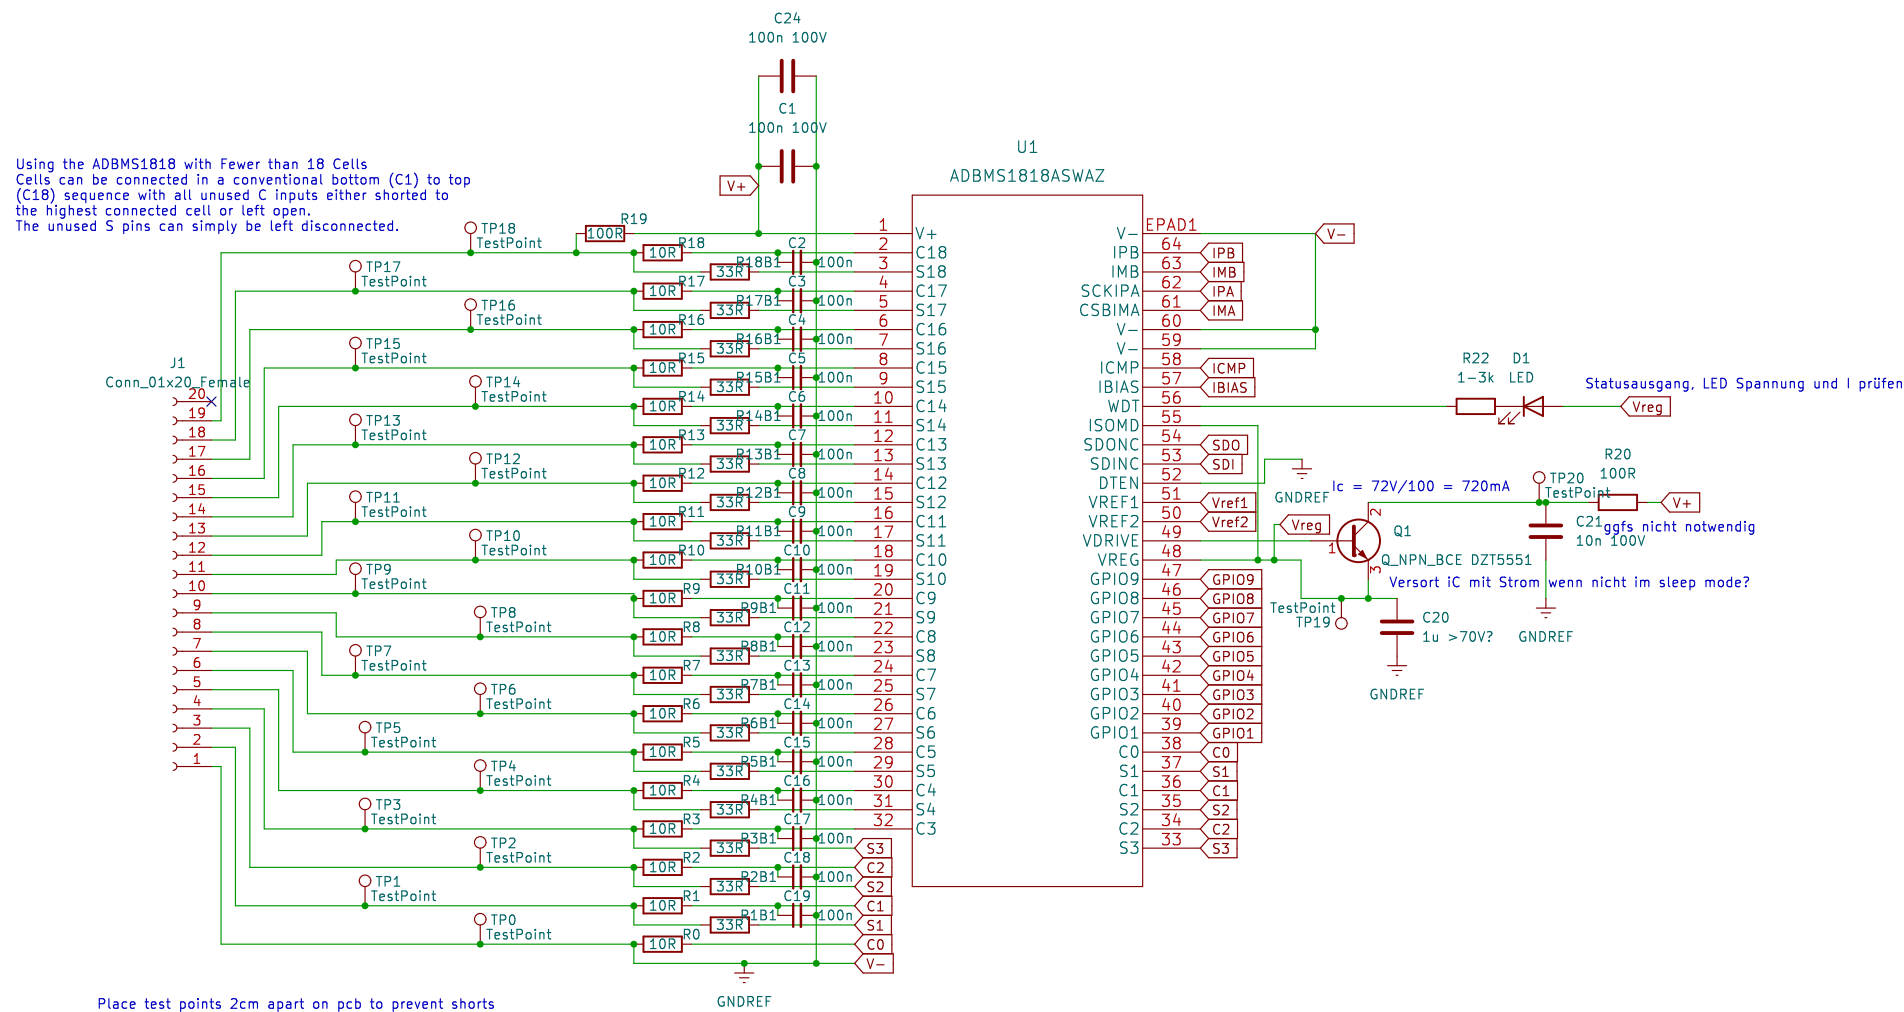 C24
100n 100V
C1
100n 100V
V+
Using the ADBMS1818 with Fewer than 18 Cells
Cells can be connected in a conventional bottom (C1) to top
(C18) sequence with all unused C inputs either shorted to
the highest connected cell or left open.
The unused S pins can simply be left disconnected.
J1
Conn_01x20_Female
20
19
18
17
16
15
14
13
12
11
10
9
8
7
6
5
4
3
2
1
TP18
TestPoint
TP17
TestPoint
TP16
TestPoint
TP15
TestPoint
TP14
TestPoint
TP13
TestPoint
TP12
TestPoint
TP11
TestPoint
TP10
TestPoint
TP9
TestPoint
TP8
TestPoint
TP7
TestPoint
TP6
TestPoint
TP5
TestPoint
TP4
TestPoint
TP3
TestPoint
TP2
TestPoint
TP1
TestPoint
TP0
TestPoint
R19
100R
R18
10R
R18B1
33R
C2
100n
R17
10R
R17B1
33R
C3
100n
R16
10R
R16B1
33R
C4
100n
R15
10R
R15B1
33R
C5
100n
R14
10R
R14B1
33R
C6
100n
R13
10R
R13B1
33R
C7
100n
R12
10R
R12B1
33R
C8
100n
R11
10R
R11B1
33R
C9
100n
R10
10R
R10B1
33R
C10
100n
R9
10R
R9B1
33R
C11
100n
R8
10R
R8B1
33R
C12
100n
R7
10R
R7B1
33R
C13
100n
R6
10R
R6B1
33R
C14
100n
R5
10R
R5B1
33R
C15
100n
R4
10R
R4B1
33R
C16
100n
R3
10R
R3B1
33R
C17
100n
R2
10R
R2B1
33R
C18
100n
R1
10R
R1B1
33R
C19
100n
R0
10R
S3
C2
S2
C1
S1
C0
V-
GNDREF
U1
ADBMS1818ASWAZ
1 V+
2 C18
3 S18
4 C17
5 S17
6 C16
7 S16
8 C15
9 S15
10 C14
11 S14
12 C13
13 S13
14 C12
15 S12
16 C11
17 S11
18 C10
19 S10
20 C9
21 S9
22 C8
23 S8
24 C7
25 S7
26 C6
27 S6
28 C5
29 S5
30 C4
31 S4
32 C3
V- EPAD1 V-
IPB 64 IPB
IMB 63 IMB
SCKIPA 62 IPA
CSBIMA 61 IMA
V- 60
V- 59
ICMP 58 ICMP
IBIAS 57 IBIAS
WDT 56
ISOMD 55
SDONC 54 SDO
SDINC 53 SDI
DTEN 52
VREF1 51 Vref1
VREF2 50 Vref2
VDRIVE 49
VREG 48
GPIO9 47 GPIO9
GPIO8 46 GPIO8
GPIO7 45 GPIO7
GPIO6 44 GPIO6
GPIO5 43 GPIO5
GPIO4 42 GPIO4
GPIO3 41 GPIO3
GPIO2 40 GPIO2
GPIO1 39 GPIO1
C0 38 C0
S1 37 S1
C1 36 C1
S2 35 S2
C2 34 C2
S3 33 S3
R22
1-3k
D1
LED
Statusausgang, LED Spannung und I prüfen
Vreg
GNDREF
Ic = 72V/100 = 720mA
TP20
TestPoint
R20
100R
V+
Vreg
1
2
3
Q1
Q_NPN_BCE DZT5551
C21
10n 100V
ggfs nicht notwendig
Versort iC mit Strom wenn nicht im sleep mode?
TestPoint
TP19
C20
1u >70V?
GNDREF
GNDREF
Place test points 2cm apart on pcb to prevent shorts